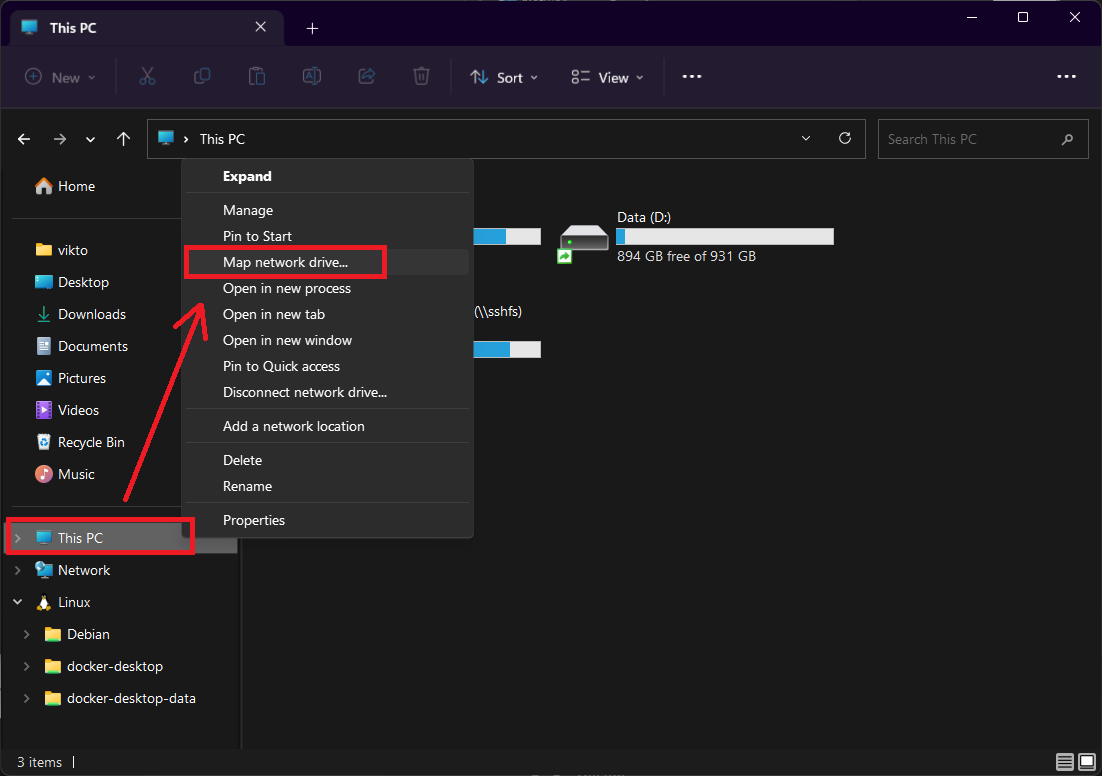 This PC
New
Sort
View
This PC
Search This PC
Home
vikto
Desktop
Downloads
Documents
Pictures
Videos
Recycle Bin
Music
This PC
Network
Linux
Debian
docker-desktop
docker-desktop-data
Expand
Manage
Pin to Start
Map network drive...
Open in new process
Open in new tab
Open in new window
Pin to Quick access
Disconnect network drive...
Add a network location
Delete
Rename
Properties
Data (D:)
894 GB free of 931 GB
(\\sshfs)
3 items